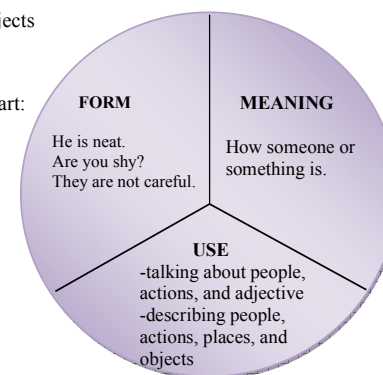 jects
art:
FORM
He is neat.
Are you shy?
They are not careful.
MEANING
How someone or
something is.
USE
-talking about people,
actions, and adjective
-describing people,
actions, places, and
objects